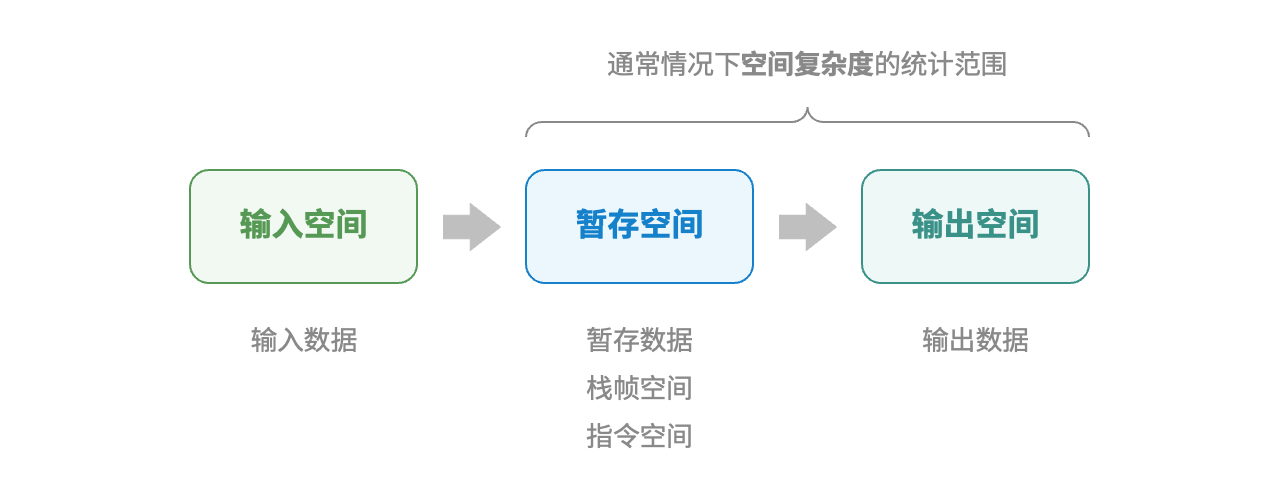 通常情况下空间复杂度的统计范围
输入空间
暂存空间
输出空间
输入数据
暂存数据
输出数据
栈帧空间
指令空间